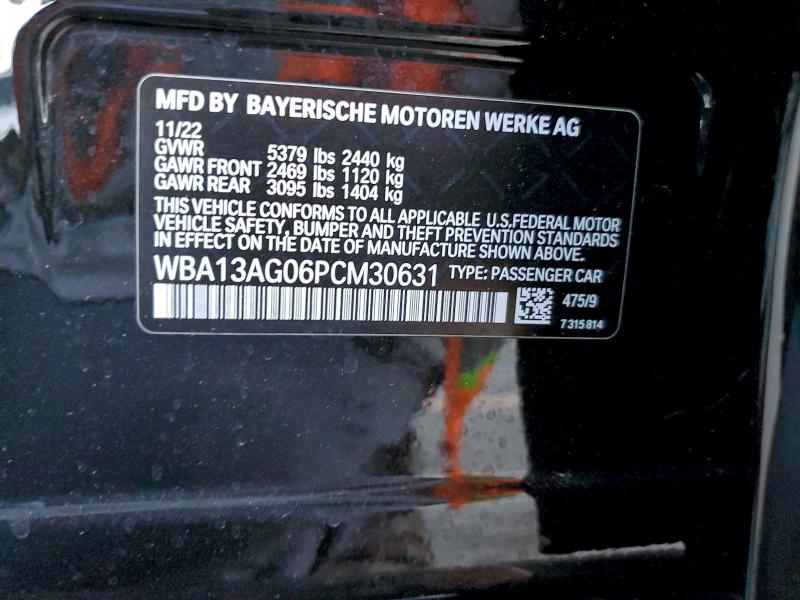 MFD BY BAYERISCHE MOTOREN WERKE AG
11/22
GVWR 5379 lbs 2440 kg
GAWR FRONT 2469 lbs 1120 kg
GAWR REAR 3095 lbs 1404 kg
THIS VEHICLE CONFORMS TO ALL APPLICABLE U.S.FEDERAL MOTOR
VEHICLE SAFETY, BUMPER AND THEFT PREVENTION STANDARDS
IN EFFECT ON THE DATE OF MANUFACTURE SHOWN ABOVE.
WBA13AG06PCM30631 TYPE: PASSENGER CAR
475/9
7 315 814